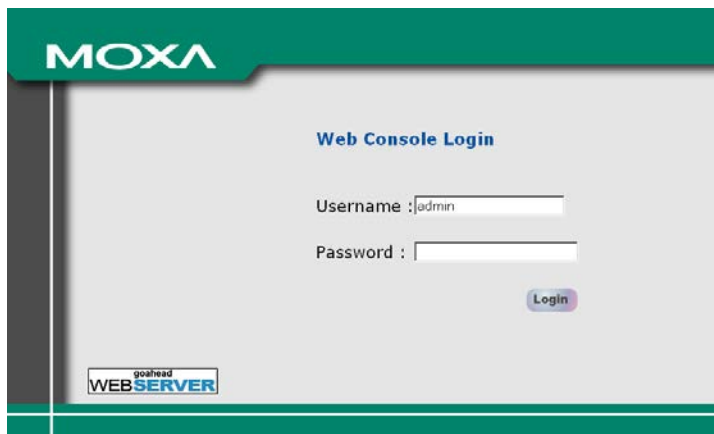 MOXA
Web Console Login
Username : admin
Password :
Login
goahead
WEBSERVER